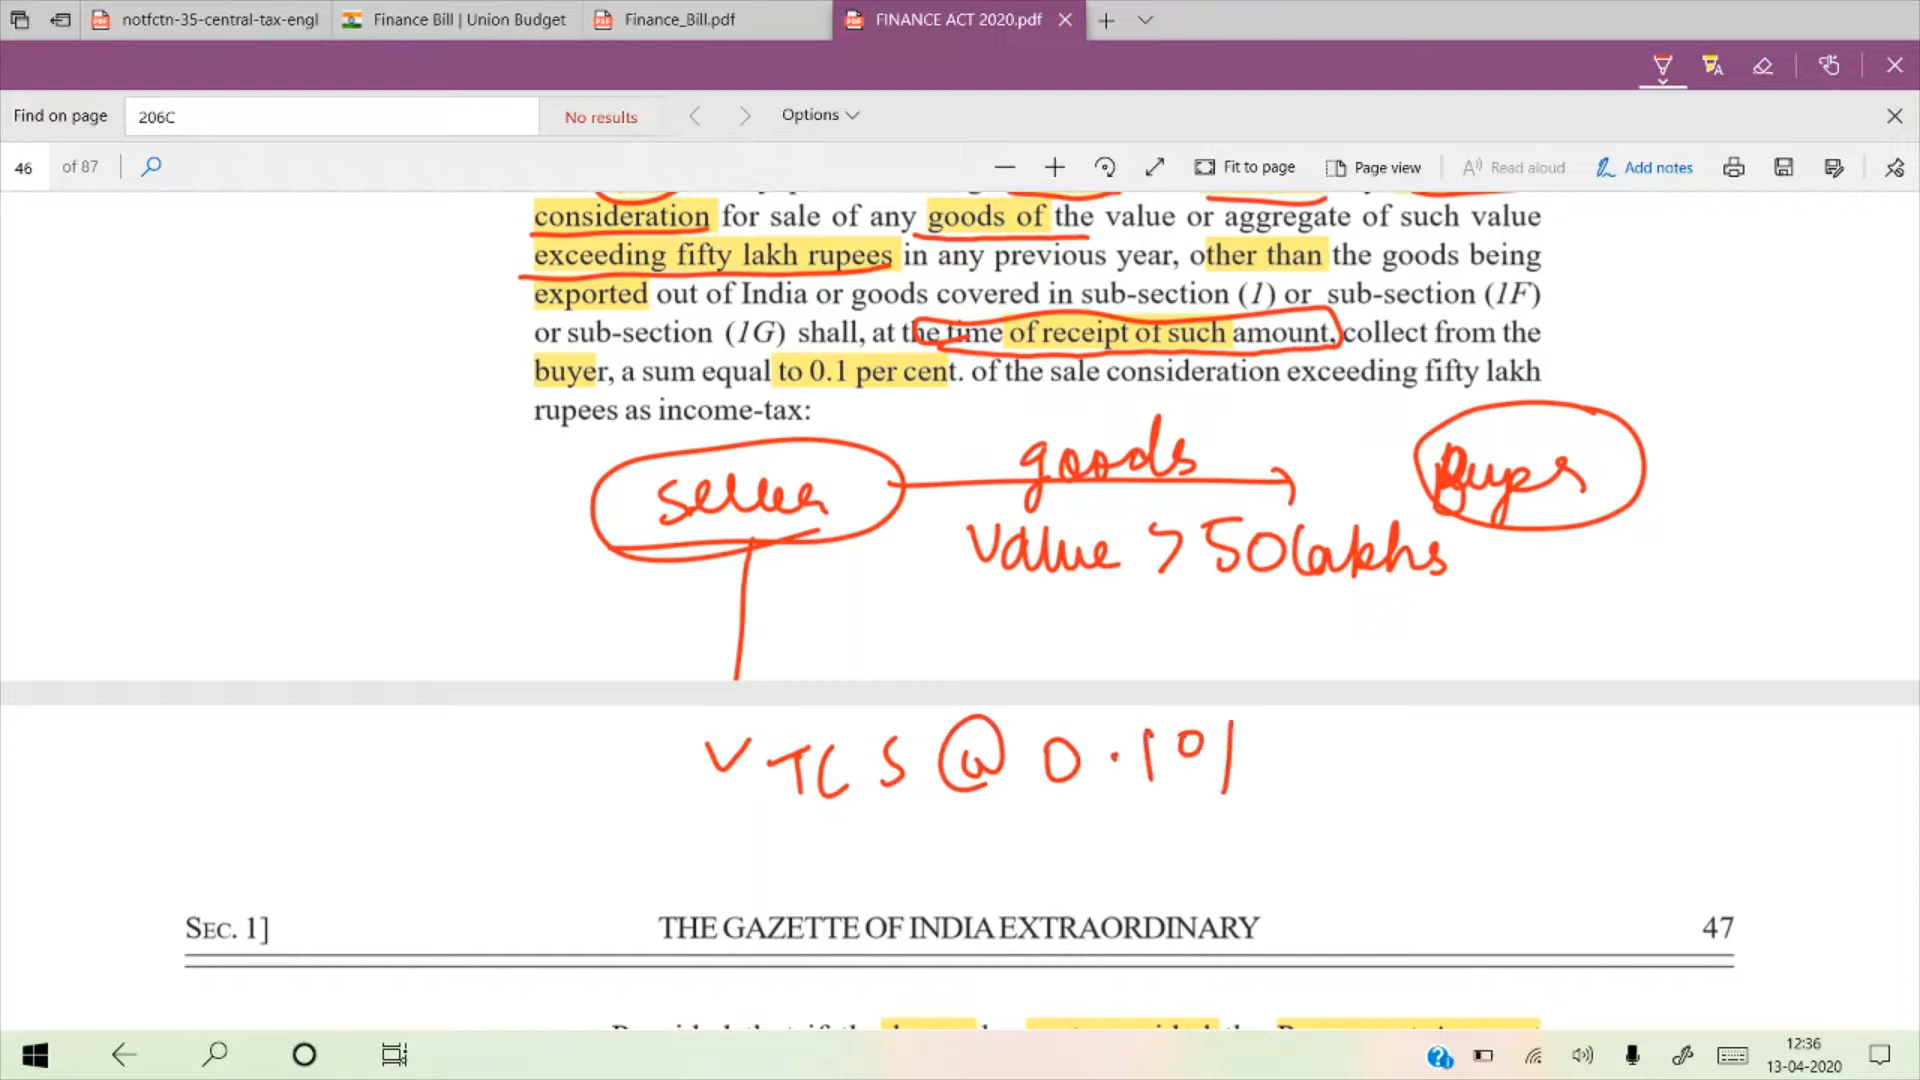 notfctn-35-central-tax-engl
Finance Bill | Union Budget
Finance_Bill.pdf
FINANCE ACT 2020.pdf
Find on page
206C
No results
Options
46
of 87
Fit to page
Page view
Read aloud
Add notes
consideration for sale of any goods of the value or aggregate of such value
exceeding fifty lakh rupees in any previous year, other than the goods being
exported out of India or goods covered in sub-section (1) or sub-section (1F)
or sub-section (1G) shall, at the time of receipt of such amount, collect from the
buyer, a sum equal to 0.1 per cent. of the sale consideration exceeding fifty lakh
rupees as income-tax:
seller
goods
Buyer
Value > 50 lakhs
TCS @ 0.1%
SEC. 1]
THE GAZETTE OF INDIA EXTRAORDINARY
47
12:36
13-04-2020